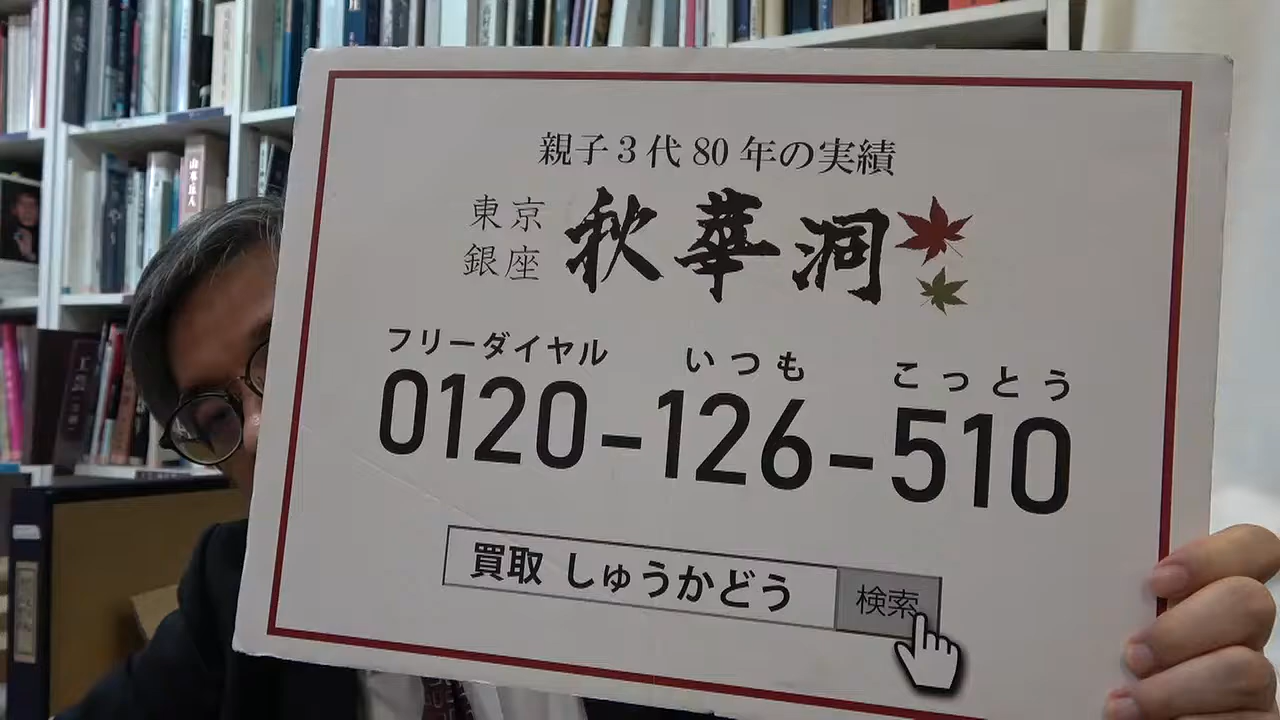 親子3代80年の実績
東京
銀座
秋華洞
フリーダイヤル いつも こっとう
0120-126-510
買取 しゅうかどう 検索